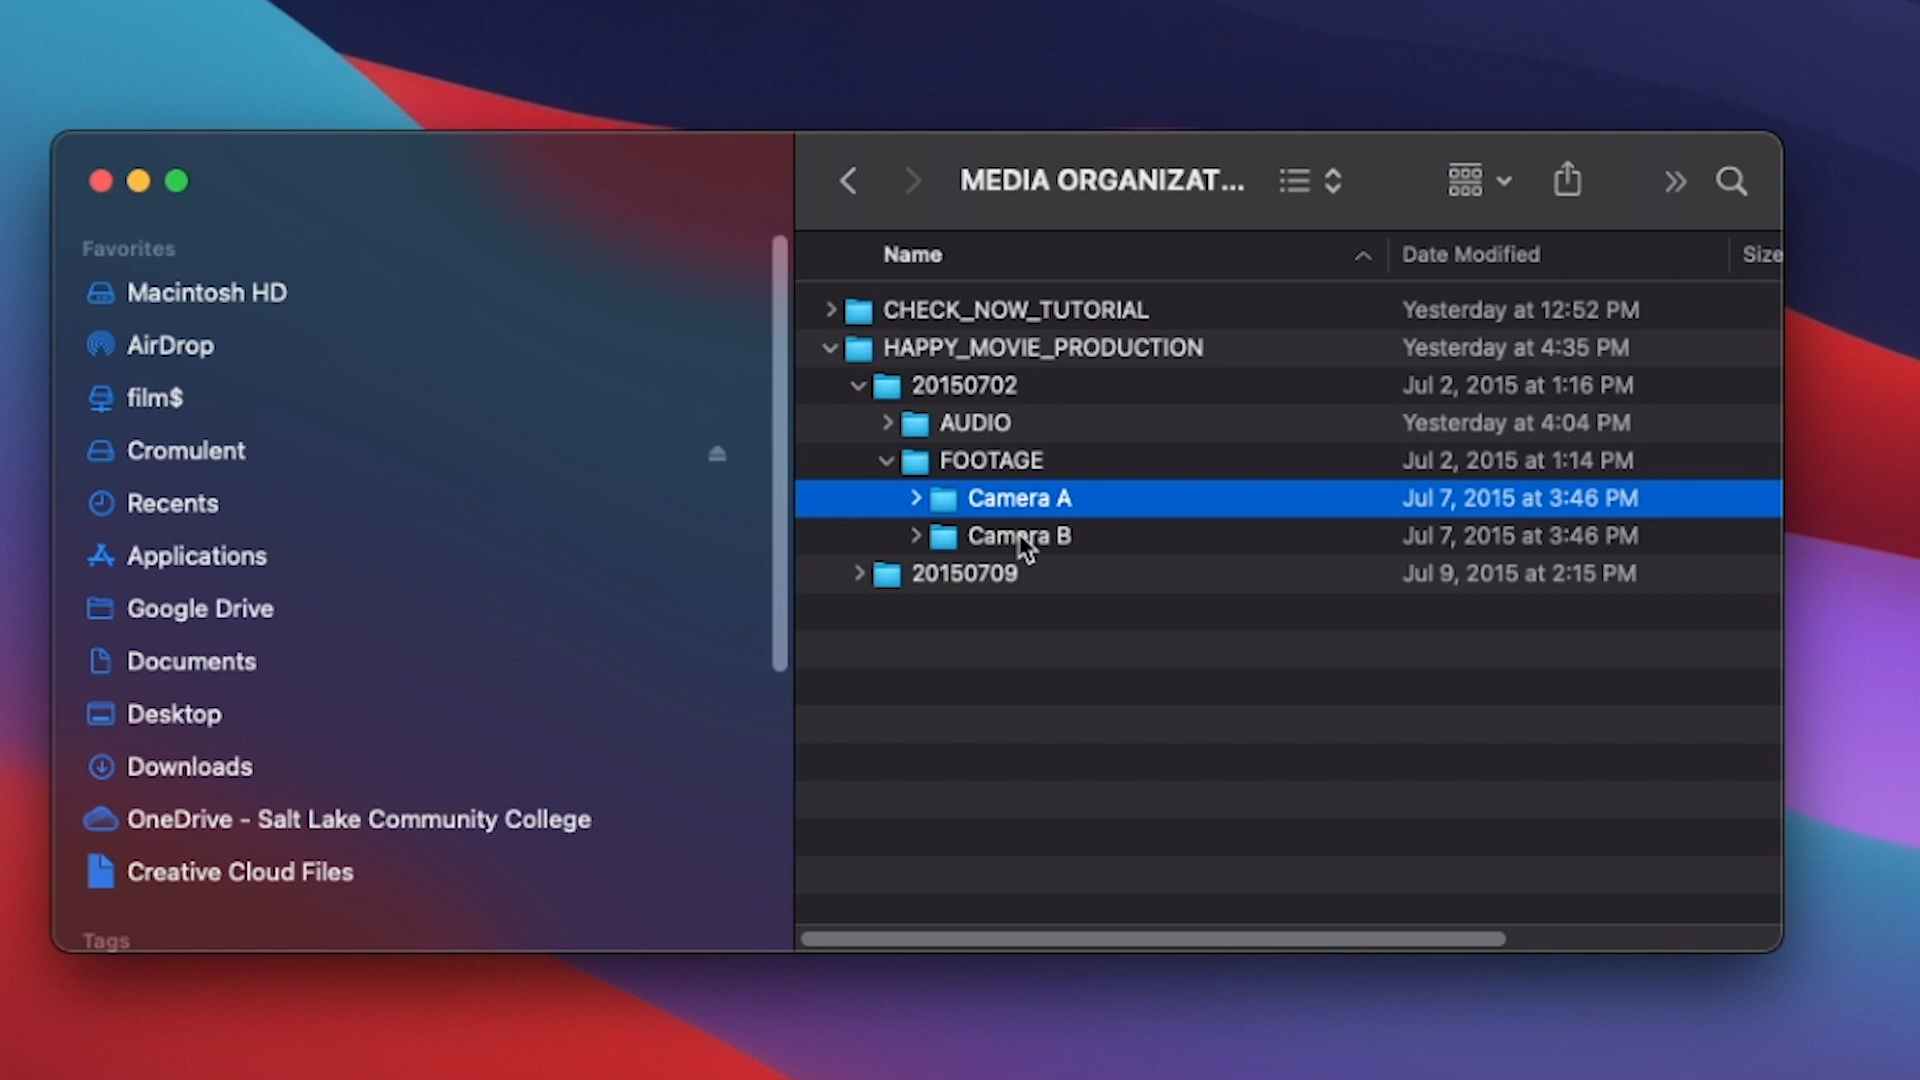 MEDIA ORGANIZAT...
Favorites
Macintosh HD
AirDrop
film$
Cromulent
Recents
Applications
Google Drive
Documents
Desktop
Downloads
OneDrive - Salt Lake Community College
Creative Cloud Files
Tags
Name Date Modified Size
CHECK_NOW_TUTORIAL Yesterday at 12:52 PM
HAPPY_MOVIE_PRODUCTION Yesterday at 4:35 PM
20150702 Jul 2, 2015 at 1:16 PM
AUDIO Yesterday at 4:04 PM
FOOTAGE Jul 2, 2015 at 1:14 PM
Camera A Jul 7, 2015 at 3:46 PM
Camera B Jul 7, 2015 at 3:46 PM
20150709 Jul 9, 2015 at 2:15 PM